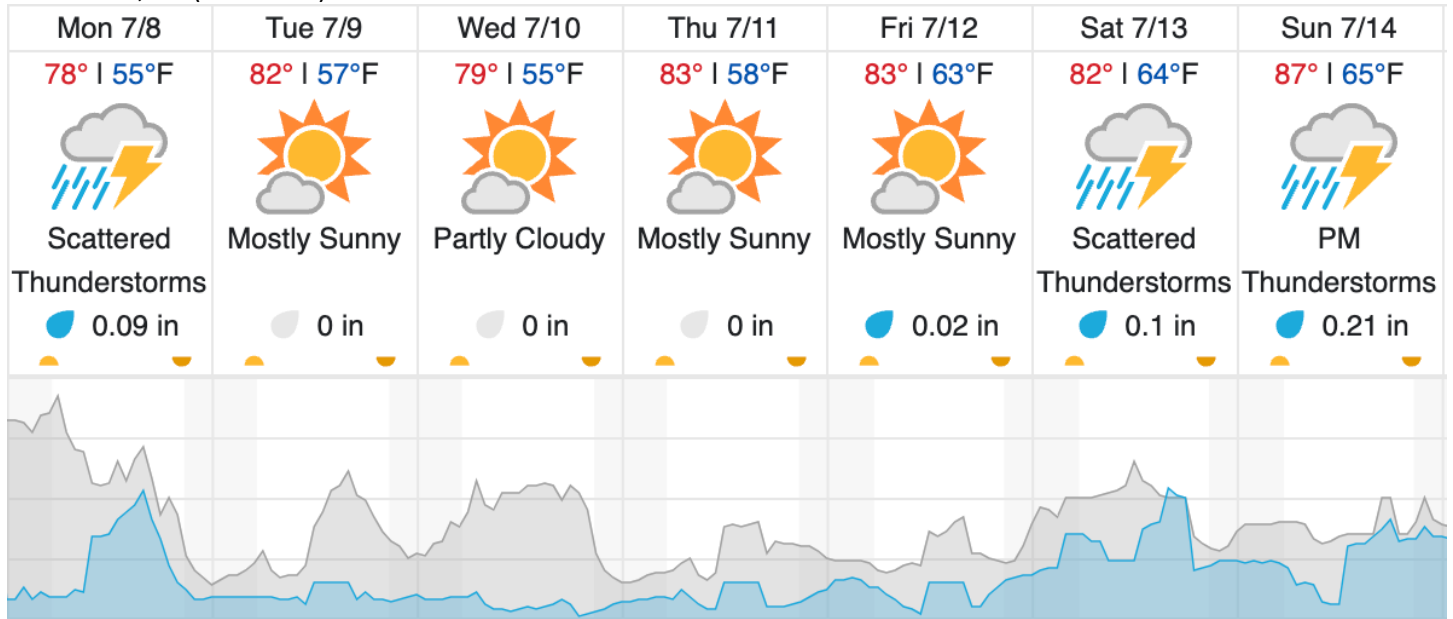 Mon 7/8 Tue 7/9 Wed 7/10 Thu 7/11 Fri 7/12 Sat 7/13 Sun 7/14
78° | 55°F 82° | 57°F 79° | 55°F 83° | 58°F 83° | 63°F 82° | 64°F 87° | 65°F
Scattered Mostly Sunny Partly Cloudy Mostly Sunny Mostly Sunny Scattered PM
Thunderstorms Thunderstorms Thunderstorms
0.09 in 0 in 0 in 0 in 0.02 in 0.1 in 0.21 in